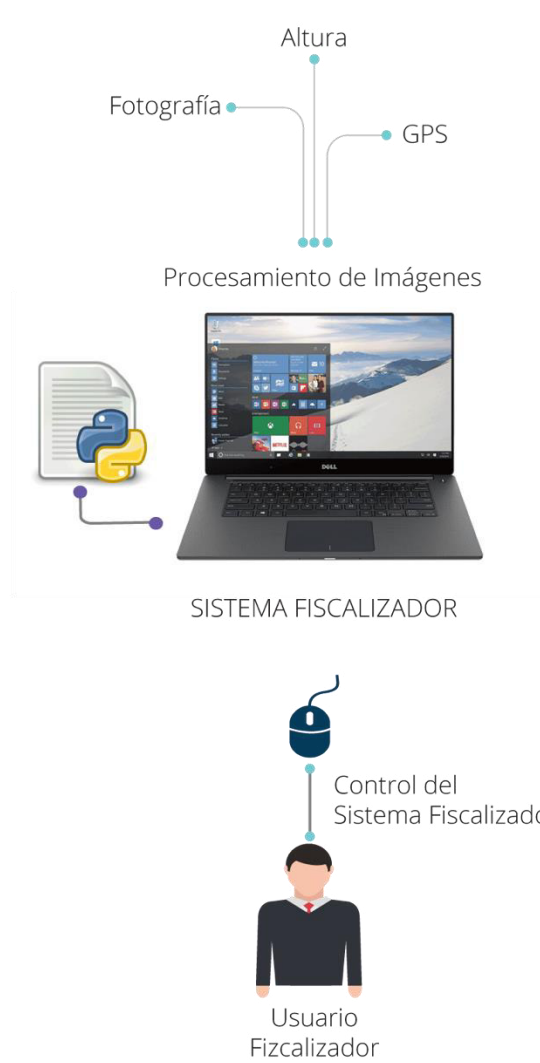 Altura
Fotografía
GPS
Procesamiento de Imágenes
DELL
SISTEMA FISCALIZADOR
Control del
Sistema Fiscalizado
Usuario
Fizcalizador